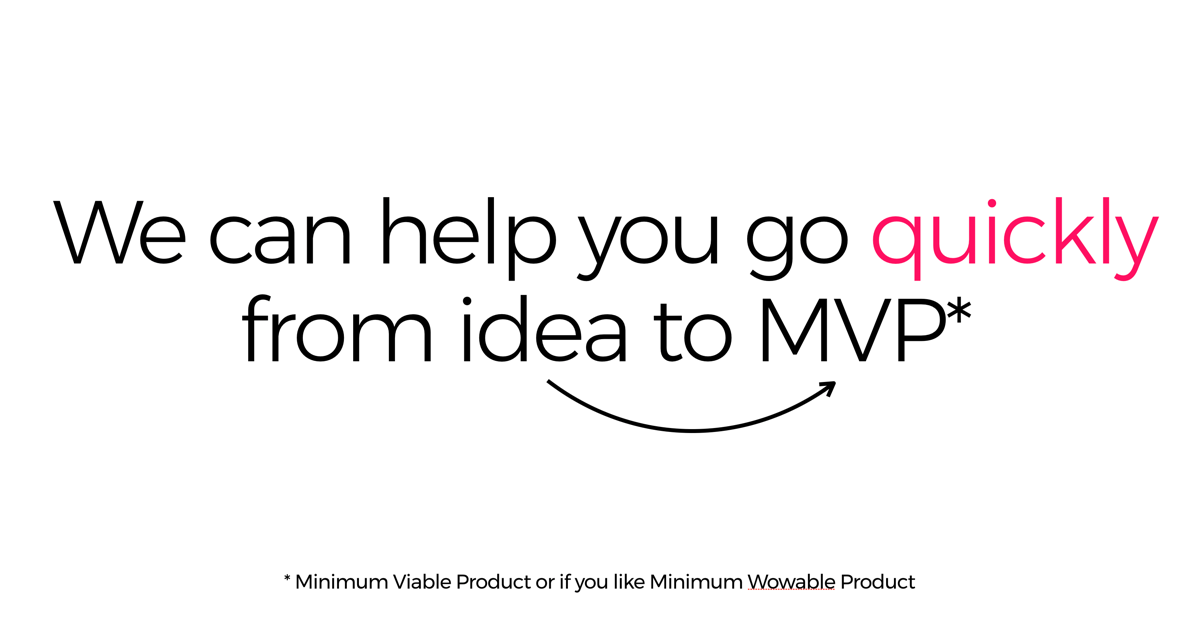 We can help you go quickly
from idea to MVP*
* Minimum Viable Product or if you like Minimum Wowable Product